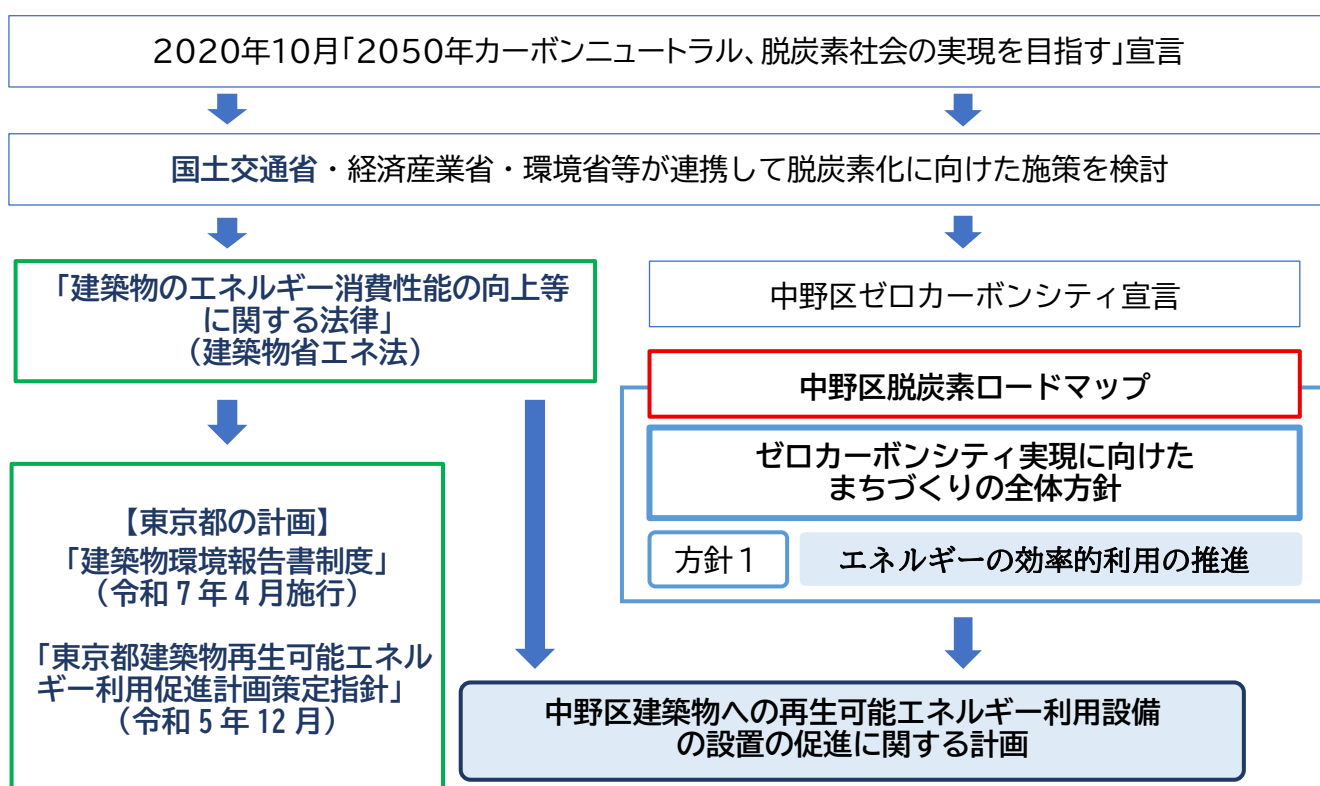 2020年10月「2050年カーボンニュートラル、脱炭素社会の実現を目指す」宣言
国土交通省・経済産業省・環境省等が連携して脱炭素化に向けた施策を検討
「建築物のエネルギー消費性能の向上等
に関する法律」
(建築物省エネ法)
【東京都の計画】
「建築物環境報告書制度」
(令和7年4月施行)
「東京都建築物再生可能エネル
ギー利用促進計画策定指針」
(令和5年12月)
中野区ゼロカーボンシティ宣言
中野区脱炭素ロードマップ
ゼロカーボンシティ実現に向けた
まちづくりの全体方針
方針1
エネルギーの効率的利用の推進
中野区建築物への再生可能エネルギー利用設備
の設置の促進に関する計画